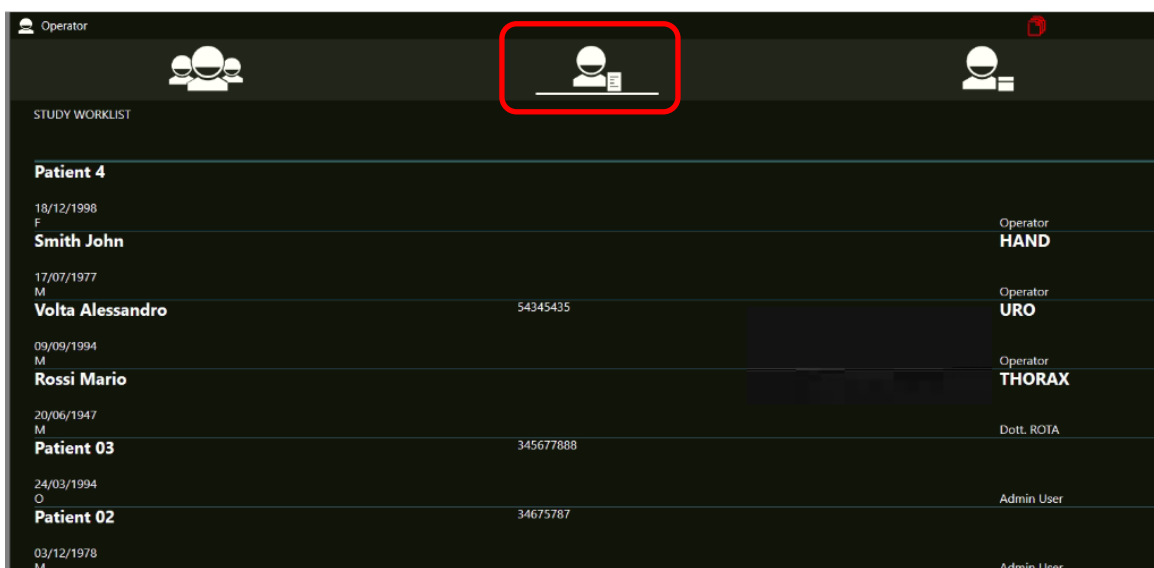 Operator
STUDY WORKLIST
Patient 4
18/12/1998
F Operator
Smith John HAND
17/07/1977
M Operator
Volta Alessandro 54345435 URO
09/09/1994
M Operator
Rossi Mario THORAX
20/06/1947
M Dott. ROTA
Patient 03 345677888
24/03/1994
O Admin User
Patient 02 34675787
03/12/1978
M Admin User